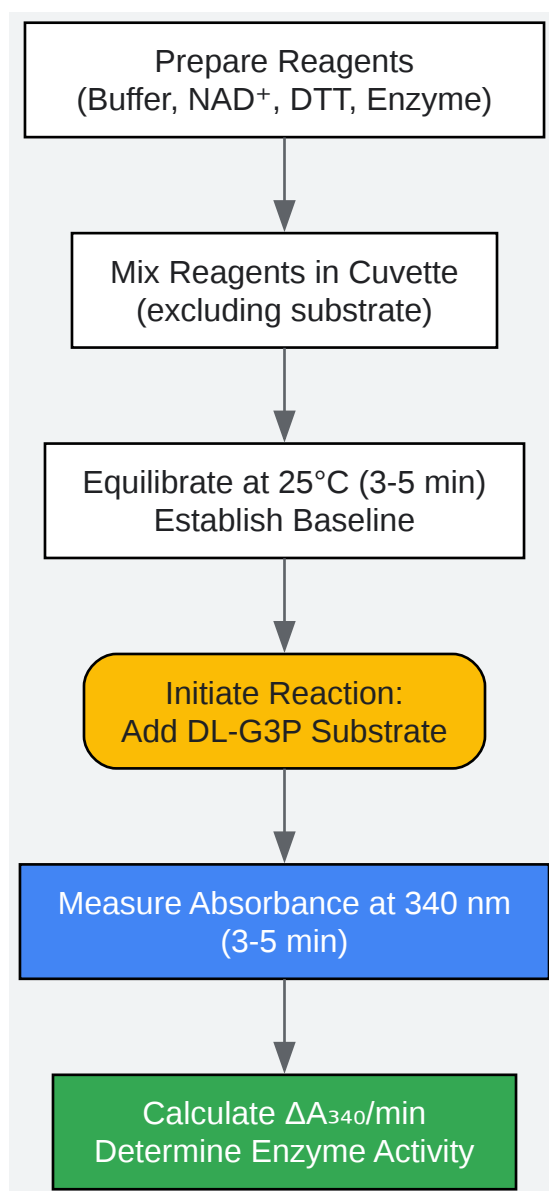 Prepare Reagents
(Buffer, NAD⁺, DTT, Enzyme)
Mix Reagents in Cuvette
(excluding substrate)
Equilibrate at 25°C (3-5 min)
Establish Baseline
Initiate Reaction:
Add DL-G3P Substrate
Measure Absorbance at 340 nm
(3-5 min)
Calculate ΔA₃₄₀/min
Determine Enzyme Activity